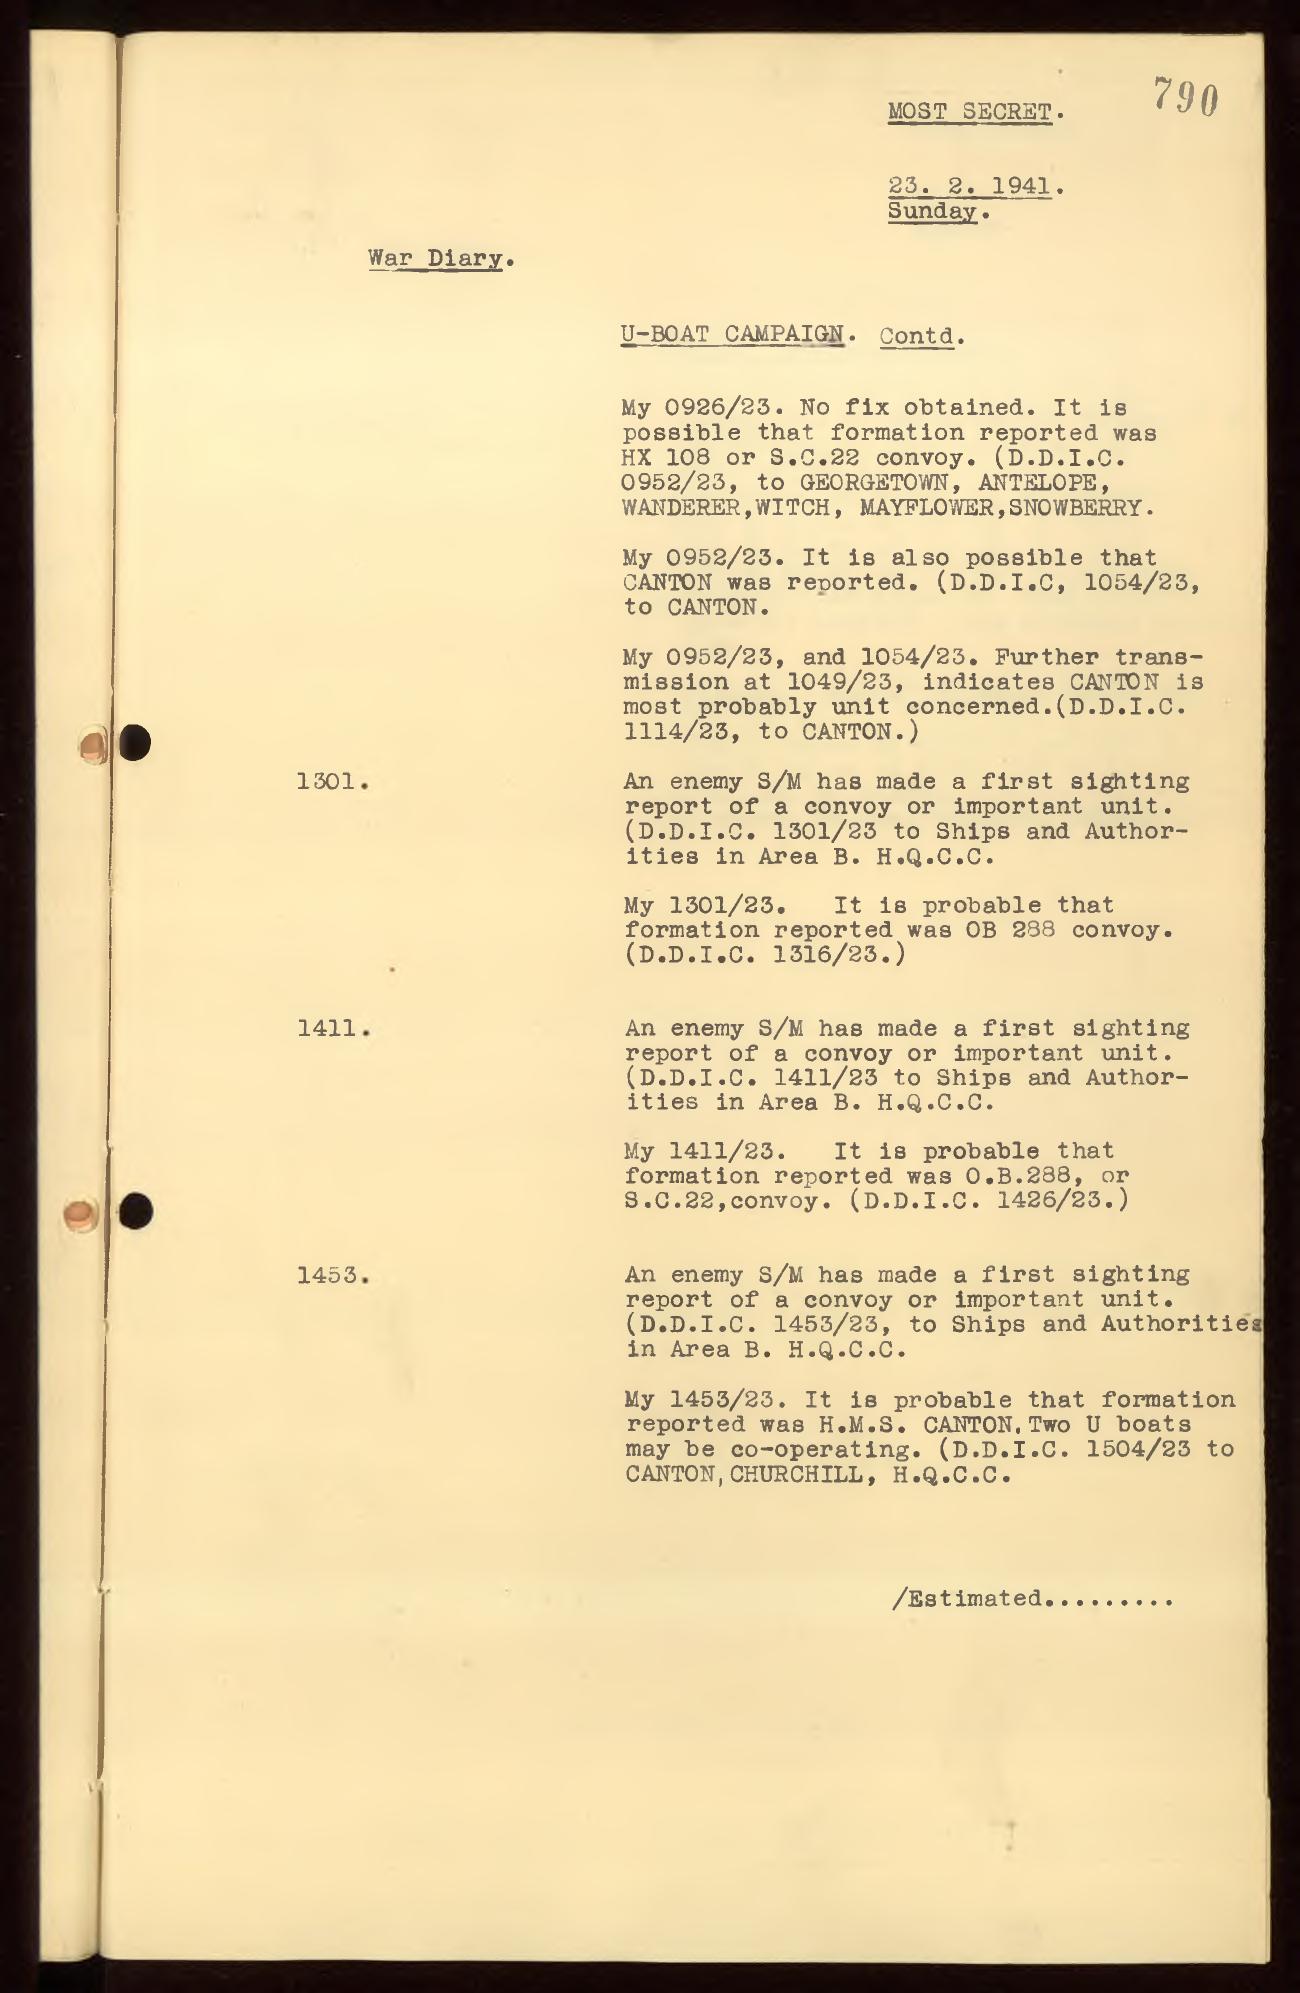 790
MOST SECRET.
23. 2. 1941.
Sunday.
War Diary.
U-BOAT CAMPAIGN. Contd.
My 0926/23. No fix obtained. It is
possible that formation reported was
HX 108 or S.C.22 convoy. (D.D.I.C.
0952/23, to GEORGETOWN, ANTELOPE,
WANDERER,WITCH, MAYFLOWER,SNOWBERRY.
My 0952/23. It is also possible that
CANTON was reported. (D.D.I.C, 1054/23,
to CANTON.
My 0952/23, and 1054/23. Further trans-
mission at 1049/23, indicates CANTON is
most probably unit concerned.(D.D.I.C.
1114/23, to CANTON.)
1301. An enemy S/M has made a first sighting
report of a convoy or important unit.
(D.D.I.C. 1301/23 to Ships and Author-
ities in Area B. H.Q.C.C.
My 1301/23. It is probable that
formation reported was OB 288 convoy.
(D.D.I.C. 1316/23.)
1411. An enemy S/M has made a first sighting
report of a convoy or important unit.
(D.D.I.C. 1411/23 to Ships and Author-
ities in Area B. H.Q.C.C.
My 1411/23. It is probable that
formation reported was O.B.288, or
S.C.22,convoy. (D.D.I.C. 1426/23.)
1453. An enemy S/M has made a first sighting
report of a convoy or important unit.
(D.D.I.C. 1453/23, to Ships and Authorities
in Area B. H.Q.C.C.
My 1453/23. It is probable that formation
reported was H.M.S. CANTON. Two U boats
may be co-operating. (D.D.I.C. 1504/23 to
CANTON, CHURCHILL, H.Q.C.C.
/Estimated.........